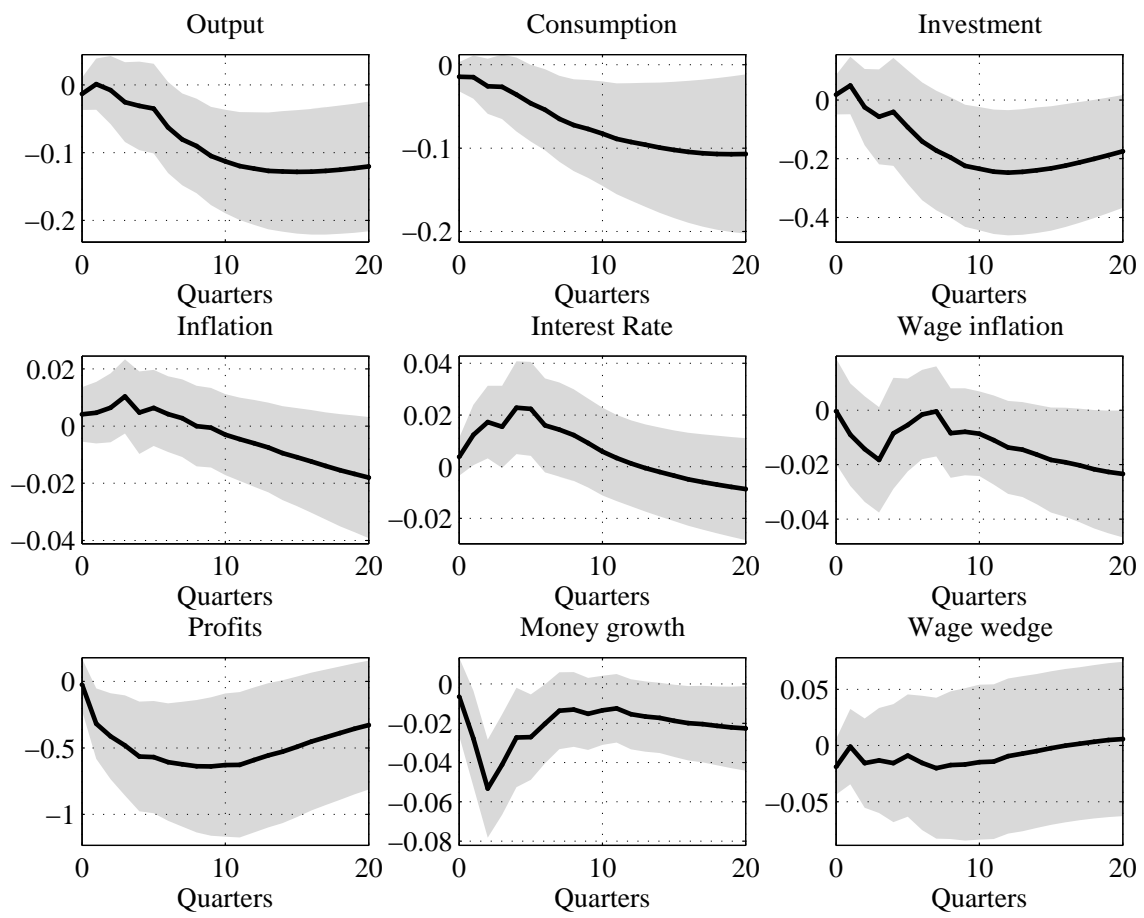 Output Consumption Investment
0 0 0
−0.1 −0.1 −0.2
−0.2 −0.2 −0.4
0 10 20 0 10 20 0 10 20
Quarters Quarters Quarters
Inflation Interest Rate Wage inflation
0.02 0.04 0
0 0.02 −0.02
−0.02 0 −0.04
−0.04 −0.02
0 10 20 0 10 20 0 10 20
Quarters Quarters Quarters
Profits Money growth Wage wedge
0 0 0.05
−0.5 −0.02 0
−1 −0.04 −0.05
−0.06
−0.08
0 10 20 0 10 20 0 10 20
Quarters Quarters Quarters